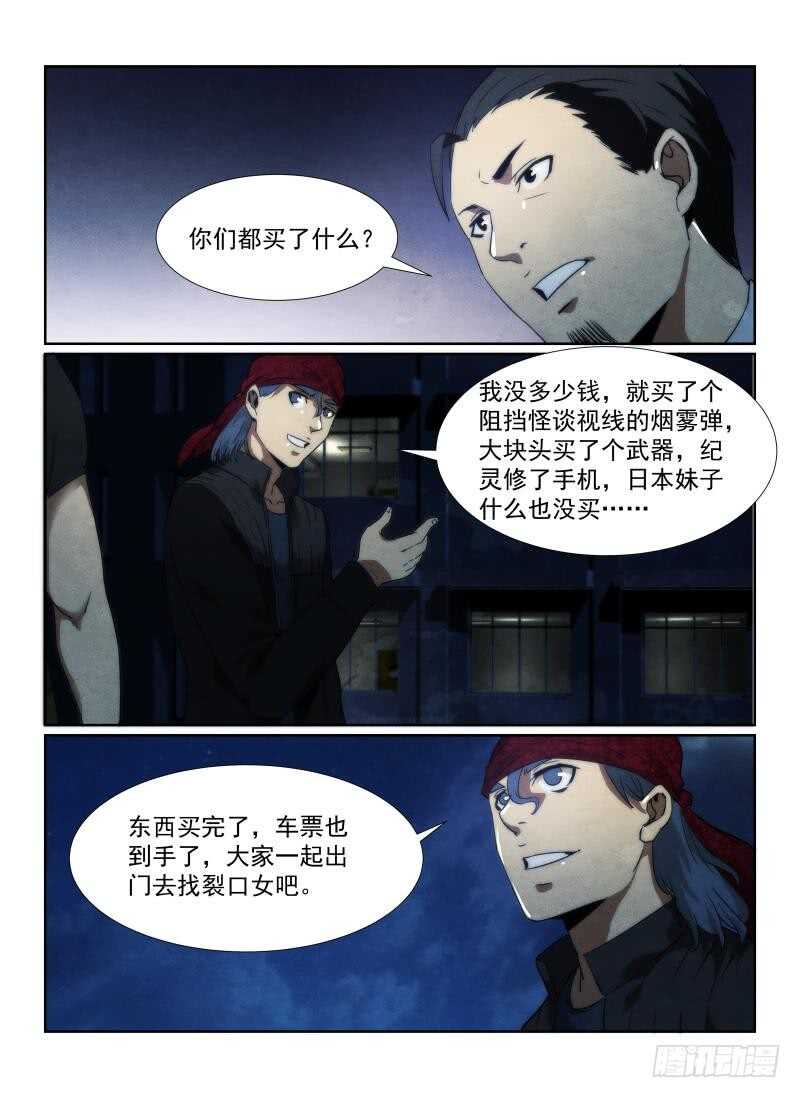 你们都买了什么？
我没多少钱，就买了个
阻挡怪谈视线的烟雾弹，
大块头买了个武器，纪
灵修了手机，日本妹子
什么也没买……
东西买完了，车票也
到手了，大家一起出
门去找裂口女吧。
腾讯动漫